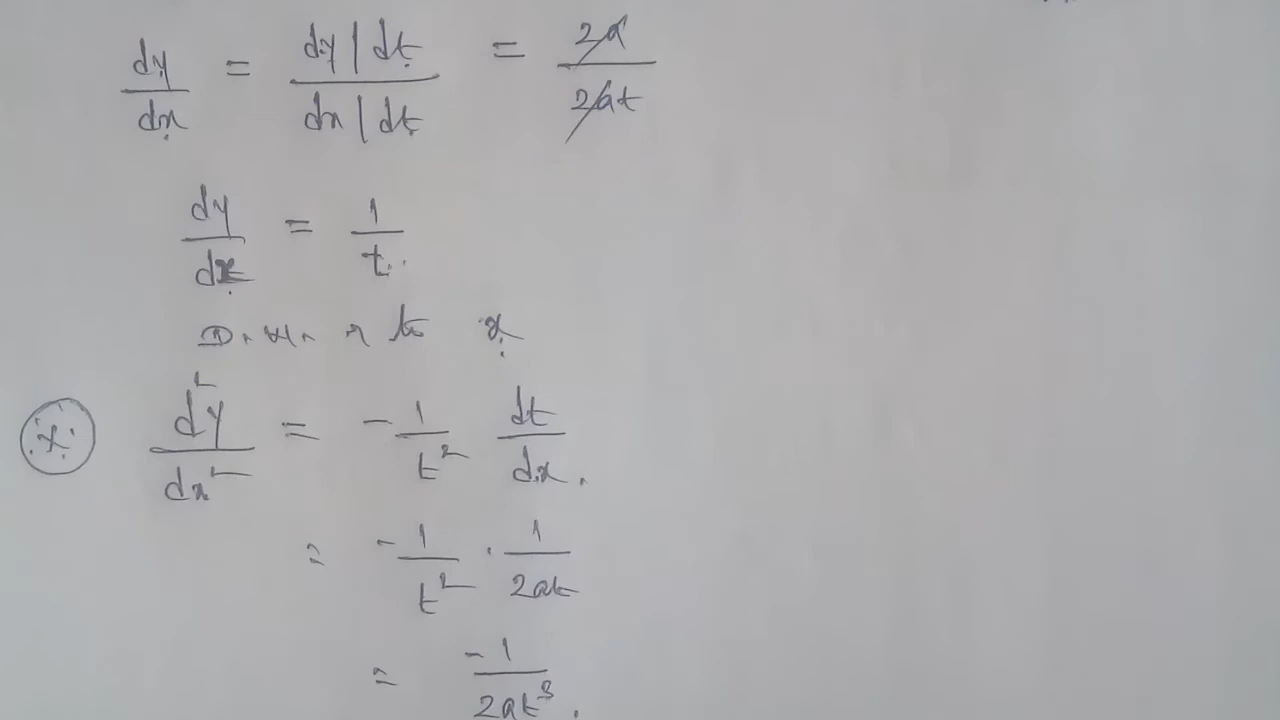 dy/dx = (dy|dt)/(dx|dt) = 2a/2at
dy/dx = 1/t.
D. w. r to x
(x) d²y/dx² = -1/t² dt/dx.
= -1/t² · 1/2at
= -1/2at³.